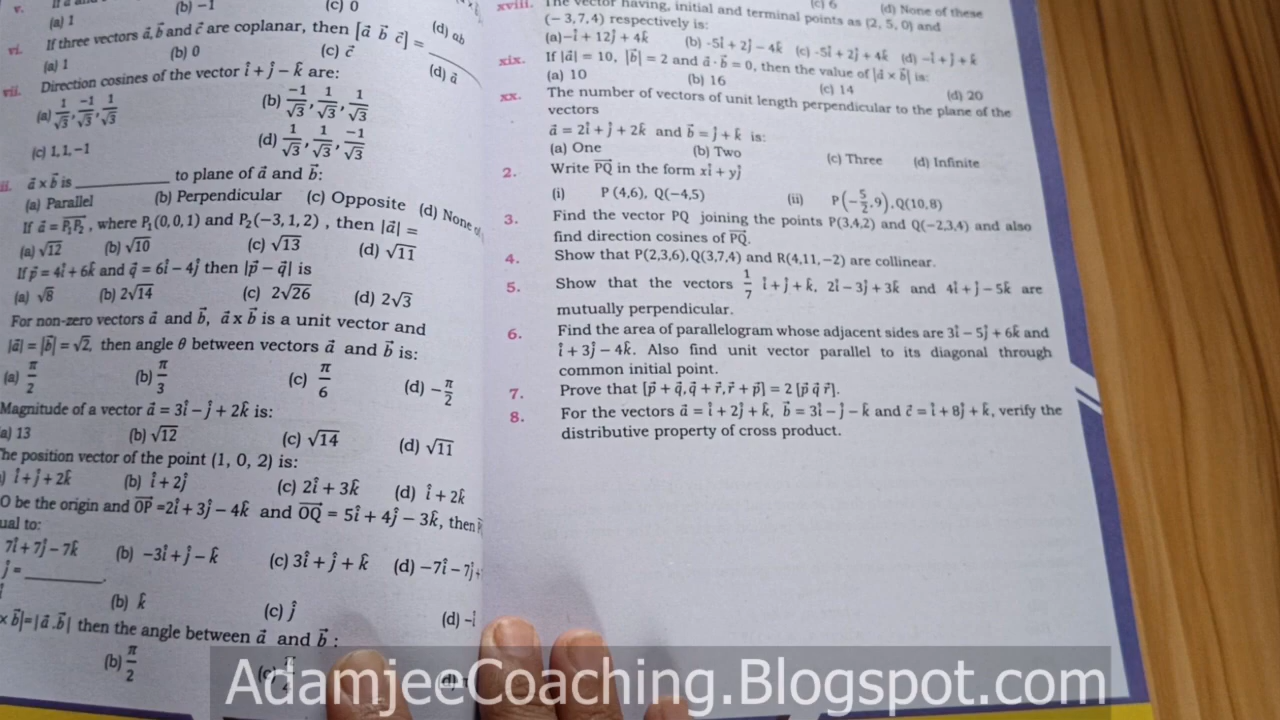 v.
(a) 1 (b) −1 (c) 0 (d) ab
vi. If three vectors a⃗, b⃗ and c⃗ are coplanar, then [a⃗ b⃗ c⃗] = ______
(a) 1 (b) 0 (c) c⃗ (d) a⃗
vii. Direction cosines of the vector î + ĵ − k̂ are:
(a) 1/√3, −1/√3, 1/√3 (b) −1/√3, 1/√3, 1/√3
(c) 1, 1, −1 (d) 1/√3, 1/√3, −1/√3
a⃗ x b⃗ is __________ to plane of a⃗ and b⃗:
(a) Parallel (b) Perpendicular (c) Opposite (d) None of
If a⃗ = P₁P₂, where P₁(0,0,1) and P₂(−3,1,2), then |a⃗| =
(a) √12 (b) √10 (c) √13 (d) √11
If p⃗ = 4î + 6k̂ and q⃗ = 6î − 4ĵ then |p⃗ − q⃗| is
(a) √8 (b) 2√14 (c) 2√26 (d) 2√3
For non-zero vectors a⃗ and b⃗, a⃗ x b⃗ is a unit vector and
|a⃗| = |b⃗| = √2, then angle θ between vectors a⃗ and b⃗ is:
(a) π/2 (b) π/3 (c) π/6 (d) −π/2
Magnitude of a vector a⃗ = 3î − ĵ + 2k̂ is:
a) 13 (b) √12 (c) √14 (d) √11
he position vector of the point (1, 0, 2) is:
) î + ĵ + 2k̂ (b) î + 2ĵ (c) 2î + 3k̂ (d) î + 2k̂
O be the origin and OP = 2î + 3ĵ − 4k̂ and OQ = 5î + 4ĵ − 3k̂, then
ual to:
7î + 7ĵ − 7k̂ (b) −3î + ĵ − k̂ (c) 3î + ĵ + k̂ (d) −7î − 7ĵ +
ĵ = ________.
(b) k̂ (c) ĵ (d) −î
x b⃗| = |a⃗ . b⃗| then the angle between a⃗ and b⃗ :
(b) π/2 (c) (d)
(c) 6 (d) None of these
xviii. The vector having, initial and terminal points as (2, 5, 0) and
(−3, 7, 4) respectively is:
(a) −î + 12ĵ + 4k̂ (b) -5î + 2ĵ − 4k̂ (c) -5î + 2ĵ + 4k̂ (d) −î + ĵ + k̂
xix. If |a⃗| = 10, |b⃗| = 2 and a⃗ · b⃗ = 0, then the value of |a⃗ x b⃗| is:
(a) 10 (b) 16 (c) 14 (d) 20
xx. The number of vectors of unit length perpendicular to the plane of the
vectors
a⃗ = 2î + ĵ + 2k̂ and b⃗ = ĵ + k̂ is:
(a) One (b) Two (c) Three (d) Infinite
2. Write PQ in the form xî + yĵ
(i) P (4,6), Q(−4,5) (ii) P(−5/2, 9), Q(10,8)
3. Find the vector PQ joining the points P(3,4,2) and Q(−2,3,4) and also
find direction cosines of PQ.
4. Show that P(2,3,6), Q(3,7,4) and R(4,11,−2) are collinear.
5. Show that the vectors 1/7 î + ĵ + k̂, 2î − 3ĵ + 3k̂ and 4î + ĵ − 5k̂ are
mutually perpendicular.
6. Find the area of parallelogram whose adjacent sides are 3î − 5ĵ + 6k̂ and
î + 3ĵ − 4k̂. Also find unit vector parallel to its diagonal through
common initial point.
7. Prove that [p⃗ + q⃗, q⃗ + r⃗, r⃗ + p⃗] = 2 [p⃗ q⃗ r⃗].
8. For the vectors a⃗ = î + 2ĵ + k̂, b⃗ = 3î − ĵ − k̂ and c⃗ = î + 8ĵ + k̂, verify the
distributive property of cross product.
AdamjeeCoaching.Blogspot.com